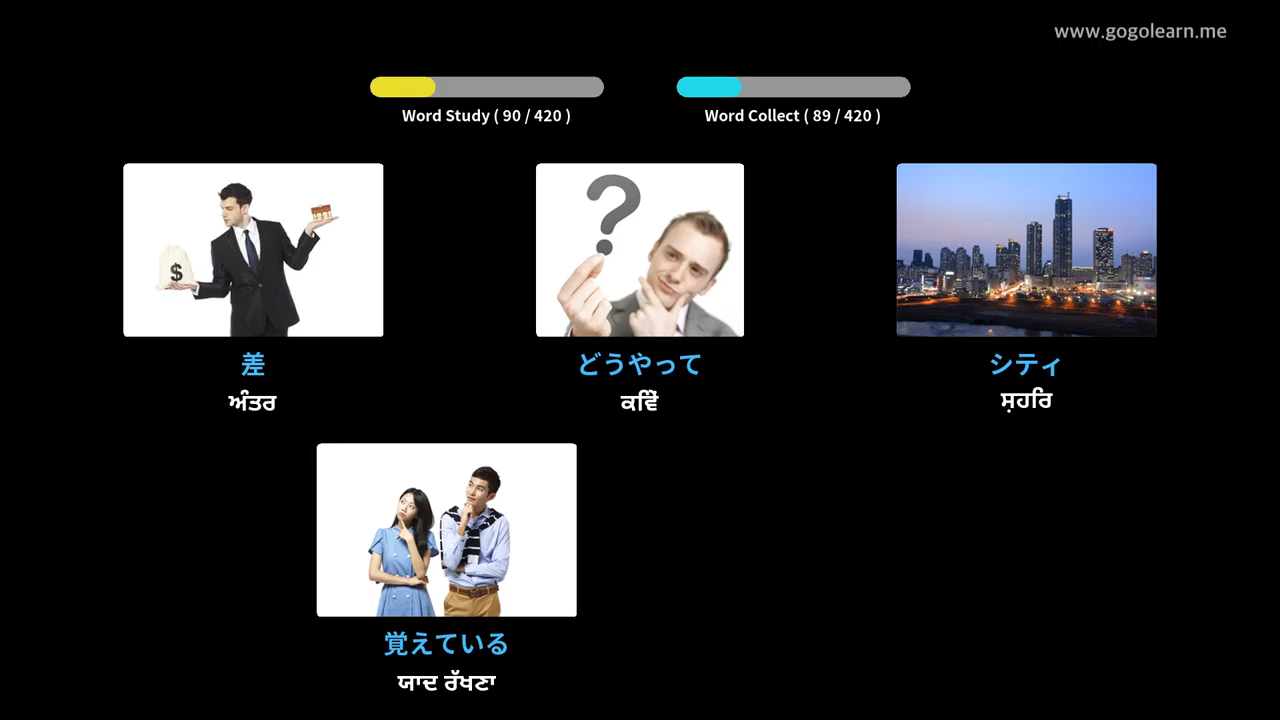 www.gogolearn.me
Word Study ( 90 / 420 )
Word Collect ( 89 / 420 )
$
?
差
どうやって
シティ
ਅੰਤਰ
ਕਵਿੇਂ
ਸ਼ਹਰਿ
覚えている
ਯਾਦ ਰੱਖਣਾ